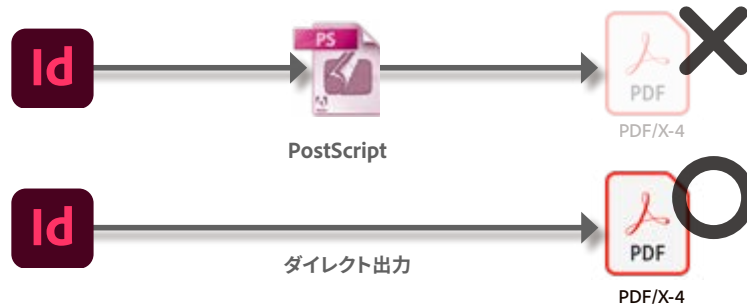 Id
PS
PDF
PDF/X-4
PostScript
Id
ダイレクト出力
PDF
PDF/X-4